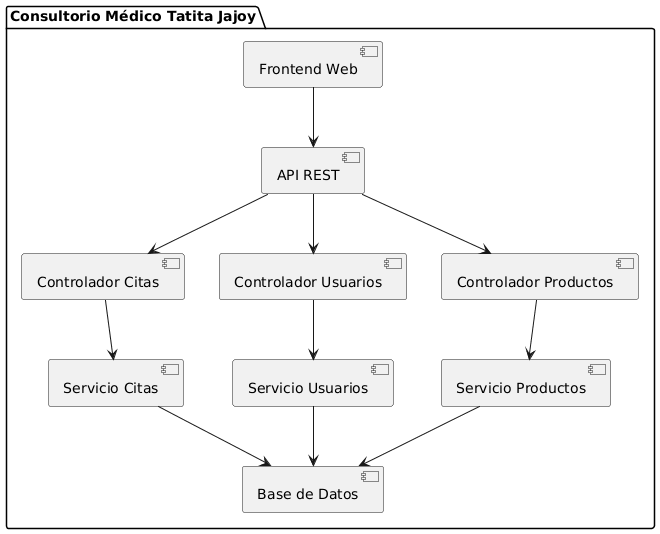 Consultorio Médico Tatita Jajoy
Frontend Web
API REST
Controlador Citas
Controlador Usuarios
Controlador Productos
Servicio Citas
Servicio Usuarios
Servicio Productos
Base de Datos